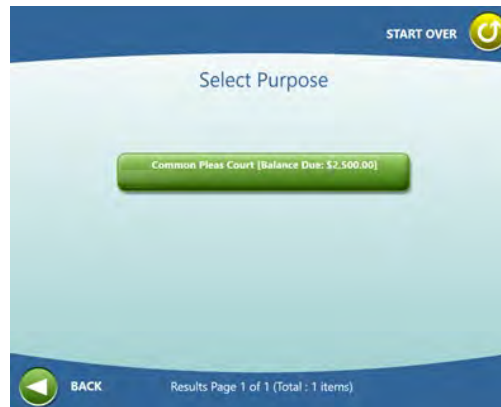 START OVER
Select Purpose
Common Pleas Court [Balance Due: $2,500.00]
BACK
Results Page 1 of 1 (Total : 1 items)